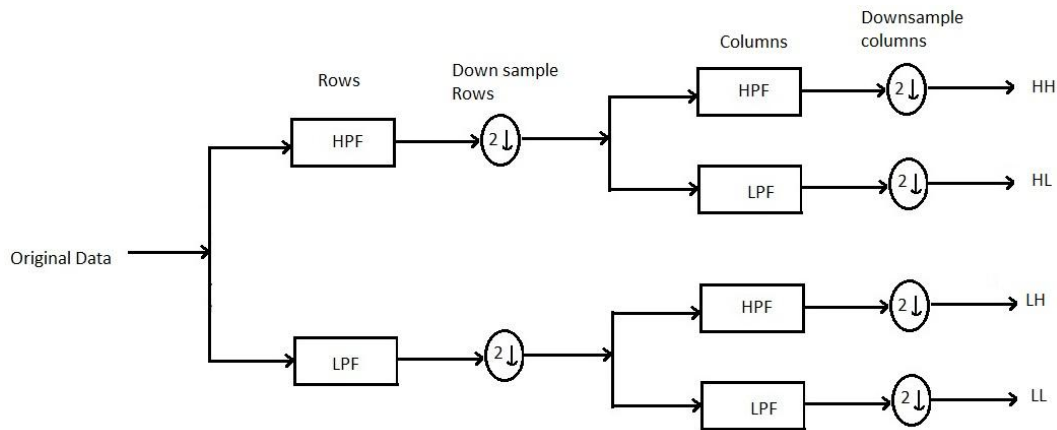 Rows
Down sample
Rows
Columns
Downsample
columns
HPF
2↓
HPF
2↓
HH
LPF
2↓
HL
Original Data
LPF
2↓
HPF
2↓
LH
LPF
2↓
LL